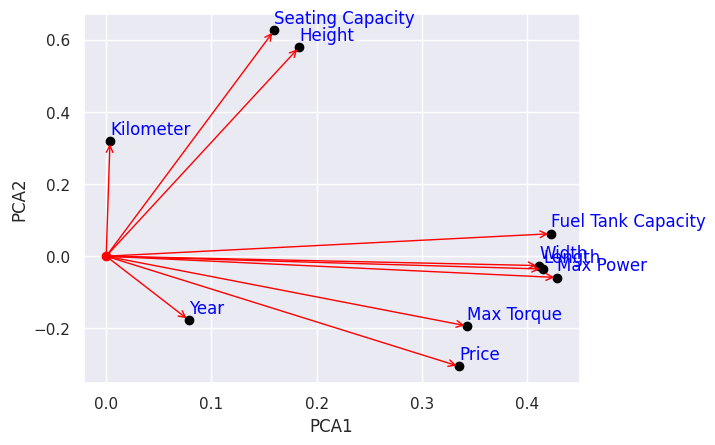 Seating Capacity
Height
0.6
0.4
Kilometer
0.2
Fuel Tank Capacity
Width
Length
Max Power
0.0
Year
Max Torque
−0.2
Price
PCA2
0.0 0.1 0.2 0.3 0.4
PCA1